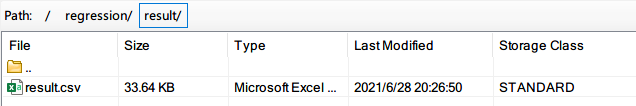 Path: / regression/ result/
File Size Type Last Modified Storage Class
..
result.csv 33.64 KB Microsoft Excel ... 2021/6/28 20:26:50 STANDARD